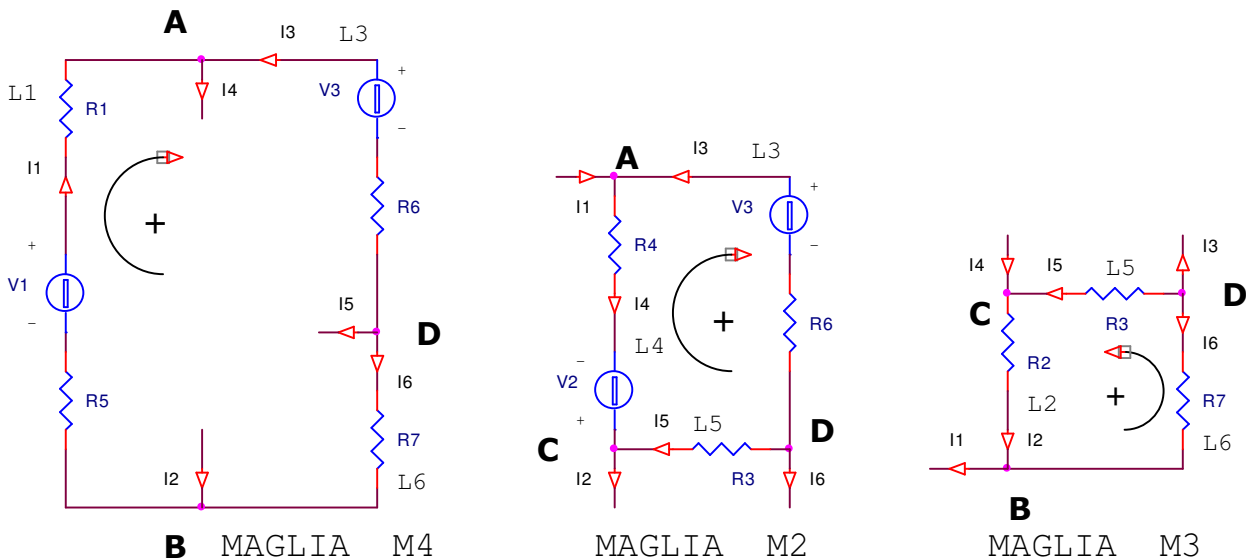 A
I3
L3
+
V3
−
I4
L1
R1
I1
+
R6
+
V1
−
I5
D
R5
I6
R7
I2
L6
B
MAGLIA M4
A
I3
L3
I1
+
V3
−
R4
I4
+
R6
L4
−
V2
+
I5
L5
D
C
R3
I2
I6
MAGLIA M2
I4
I5
L5
I3
D
C
R3
I6
R2
+
R7
L2
L6
I1
I2
B
MAGLIA M3